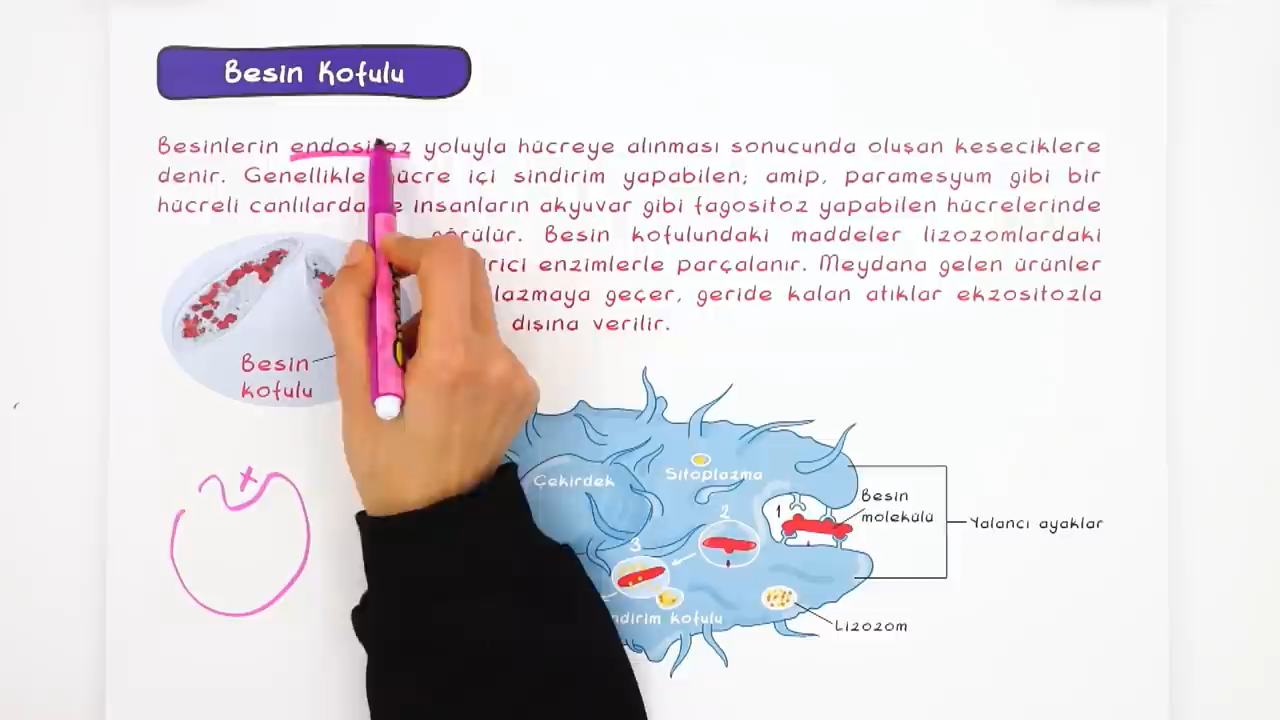 Besin Kofulu
Besinlerin endositoz yoluyla hücreye alınması sonucunda oluşan keseciklere
denir. Genellikle hücre içi sindirim yapabilen; amip, paramesyum gibi bir
hücreli canlılarda ve insanların akyuvar gibi fagositoz yapabilen hücrelerinde
görülür. Besin kofulundaki maddeler lizozomlardaki
enzimlerle parçalanır. Meydana gelen ürünler
geçer, geride kalan atıklar ekzositozla
dışına verilir.
Besin
kofulu
Çekirdek
Sitoplazma
1
2
3
Besin
molekülü
Yalancı ayaklar
kofulu
Lizozom